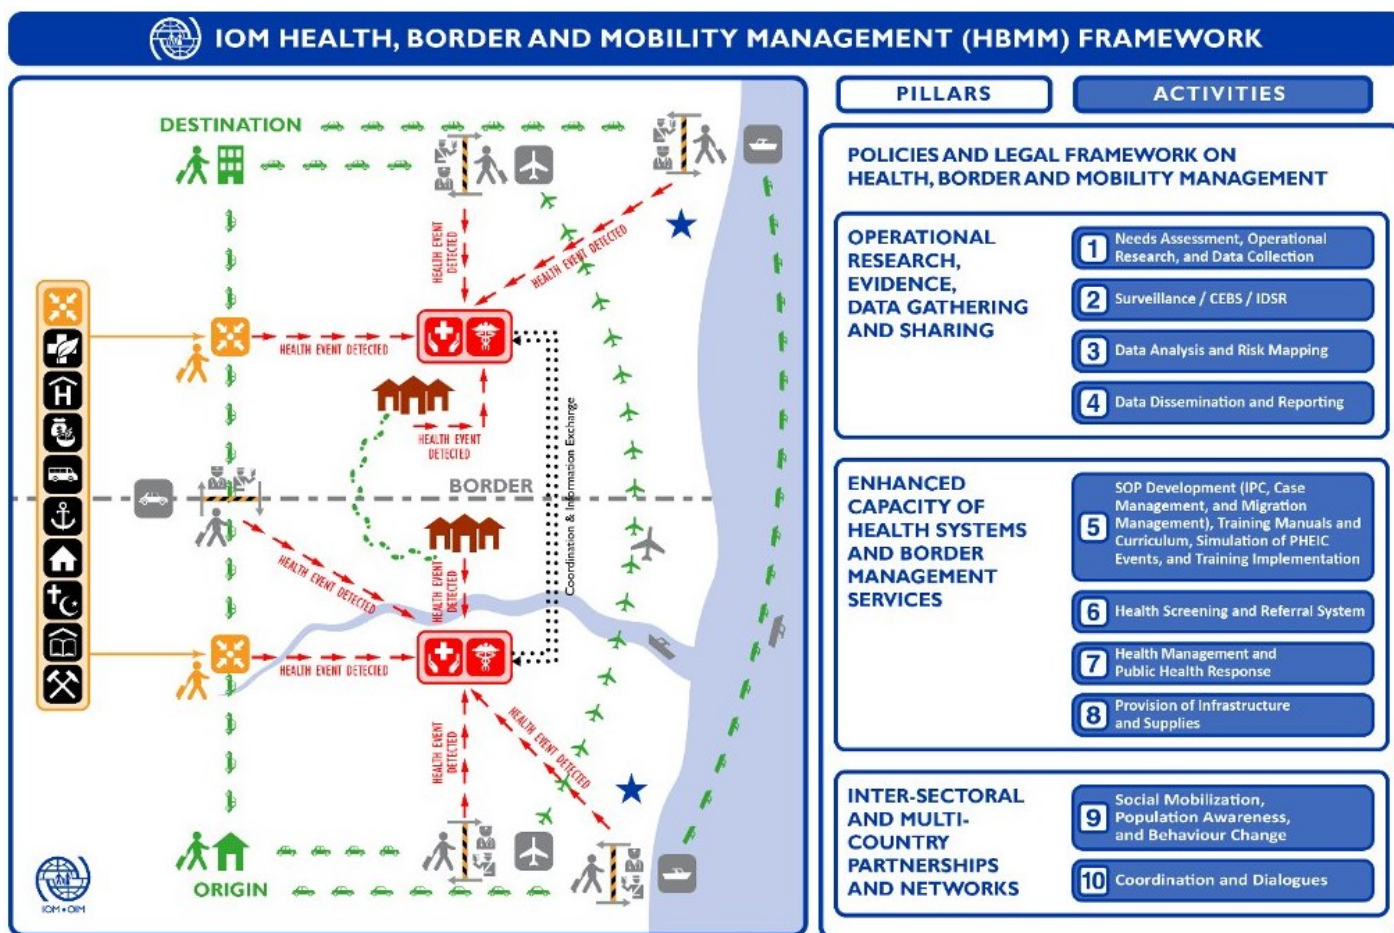 IOM HEALTH, BORDER AND MOBILITY MANAGEMENT (HBMM) FRAMEWORK
DESTINATION
HEALTH EVENT
DETECTED
HEALTH EVENT DETECTED
HEALTH EVENT DETECTED
HEALTH EVENT
DETECTED
BORDER
Coordination & Information Exchange
HEALTH EVENT DETECTED
HEALTH EVENT
DETECTED
HEALTH EVENT DETECTED
HEALTH EVENT
DETECTED
HEALTH EVENT DETECTED
ORIGIN
IOM • OIM
PILLARS
ACTIVITIES
POLICIES AND LEGAL FRAMEWORK ON
HEALTH, BORDER AND MOBILITY MANAGEMENT
OPERATIONAL
RESEARCH,
EVIDENCE,
DATA GATHERING
AND SHARING
1 Needs Assessment, Operational
Research, and Data Collection
2 Surveillance / CEBS / IDSR
3 Data Analysis and Risk Mapping
4 Data Dissemination and Reporting
ENHANCED
CAPACITY OF
HEALTH SYSTEMS
AND BORDER
MANAGEMENT
SERVICES
5 SOP Development (IPC, Case
Management, and Migration
Management), Training Manuals and
Curriculum, Simulation of PHEIC
Events, and Training Implementation
6 Health Screening and Referral System
7 Health Management and
Public Health Response
8 Provision of Infrastructure
and Supplies
INTER-SECTORAL
AND MULTI-
COUNTRY
PARTNERSHIPS
AND NETWORKS
9 Social Mobilization,
Population Awareness,
and Behaviour Change
10 Coordination and Dialogues